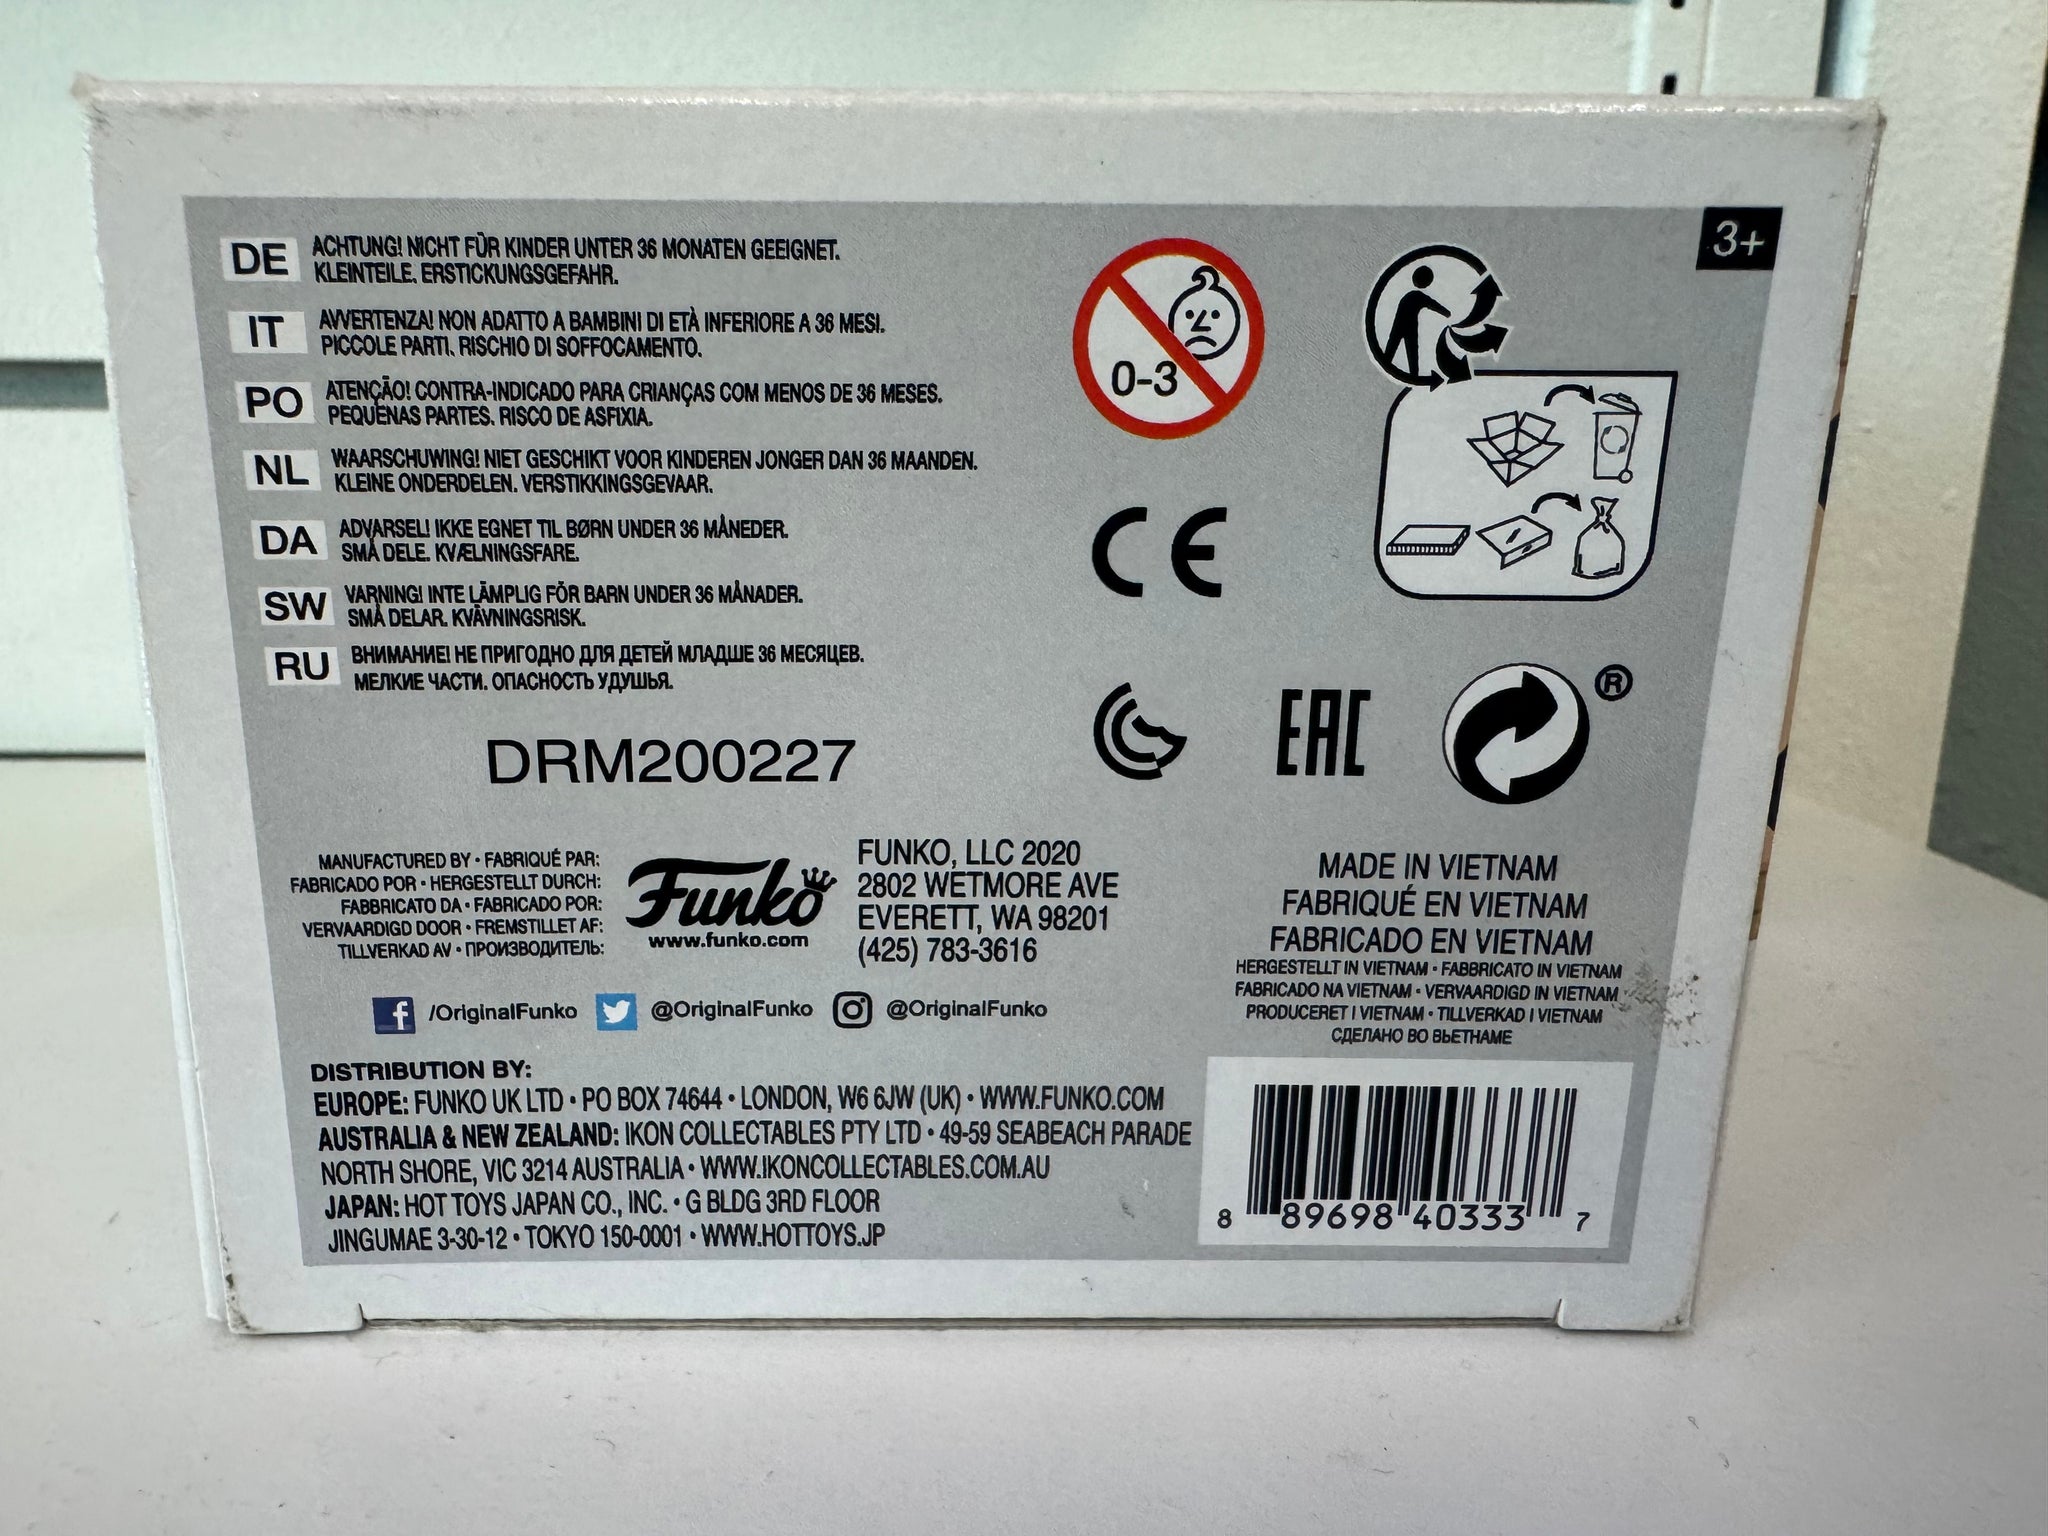 3+
DE
ACHTUNG! NICHT FÜR KINDER UNTER 36 MONATEN GEEIGNET.
KLEINTEILE. ERSTICKUNGSGEFAHR.
IT
AVVERTENZA! NON ADATTO A BAMBINI DI ETÀ INFERIORE A 36 MESI.
PICCOLE PARTI. RISCHIO DI SOFFOCAMENTO.
PO
ATENÇÃO! CONTRA-INDICADO PARA CRIANÇAS COM MENOS DE 36 MESES.
PEQUENAS PARTES. RISCO DE ASFIXIA.
NL
WAARSCHUWING! NIET GESCHIKT VOOR KINDEREN JONGER DAN 36 MAANDEN.
KLEINE ONDERDELEN. VERSTIKKINGSGEVAAR.
DA
ADVARSEL! IKKE EGNET TIL BØRN UNDER 36 MÅNEDER.
SMÅ DELE. KVÆLNINGSFARE.
SW
VARNING! INTE LÄMPLIG FÖR BARN UNDER 36 MÅNADER.
SMÅ DELAR. KVÄVNINGSRISK.
RU
ВНИМАНИЕ! НЕ ПРИГОДНО ДЛЯ ДЕТЕЙ МЛАДШЕ 36 МЕСЯЦЕВ.
МЕЛКИЕ ЧАСТИ. ОПАСНОСТЬ УДУШЬЯ.
0-3
CE
EAC
®
DRM200227
MANUFACTURED BY • FABRIQUÉ PAR:
FABRICADO POR • HERGESTELLT DURCH:
FABBRICATO DA • FABRICADO POR:
VERVAARDIGD DOOR • FREMSTILLET AF:
TILLVERKAD AV • ПРОИЗВОДИТЕЛЬ:
Funko
www.funko.com
FUNKO, LLC 2020
2802 WETMORE AVE
EVERETT, WA 98201
(425) 783-3616
MADE IN VIETNAM
FABRIQUÉ EN VIETNAM
FABRICADO EN VIETNAM
HERGESTELLT IN VIETNAM • FABBRICATO IN VIETNAM
FABRICADO NA VIETNAM • VERVAARDIGD IN VIETNAM
PRODUCERET I VIETNAM • TILLVERKAD I VIETNAM
СДЕЛАНО ВО ВЬЕТНАМЕ
/OriginalFunko @OriginalFunko @OriginalFunko
DISTRIBUTION BY:
EUROPE: FUNKO UK LTD • PO BOX 74644 • LONDON, W6 6JW (UK) • WWW.FUNKO.COM
AUSTRALIA & NEW ZEALAND: IKON COLLECTABLES PTY LTD • 49-59 SEABEACH PARADE
NORTH SHORE, VIC 3214 AUSTRALIA • WWW.IKONCOLLECTABLES.COM.AU
JAPAN: HOT TOYS JAPAN CO., INC. • G BLDG 3RD FLOOR
JINGUMAE 3-30-12 • TOKYO 150-0001 • WWW.HOTTOYS.JP
8 89698 40333 7